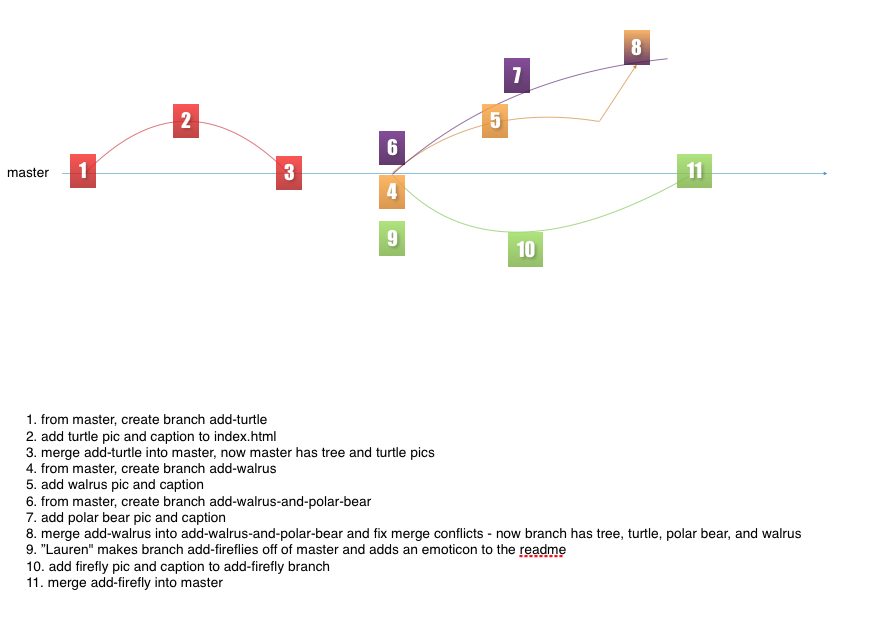 8
7
2
5
6
master
1
3
11
4
9
10
1. from master, create branch add-turtle
2. add turtle pic and caption to index.html
3. merge add-turtle into master, now master has tree and turtle pics
4. from master, create branch add-walrus
5. add walrus pic and caption
6. from master, create branch add-walrus-and-polar-bear
7. add polar bear pic and caption
8. merge add-walrus into add-walrus-and-polar-bear and fix merge conflicts - now branch has tree, turtle, polar bear, and walrus
9. ”Lauren" makes branch add-fireflies off of master and adds an emoticon to the readme
10. add firefly pic and caption to add-firefly branch
11. merge add-firefly into master